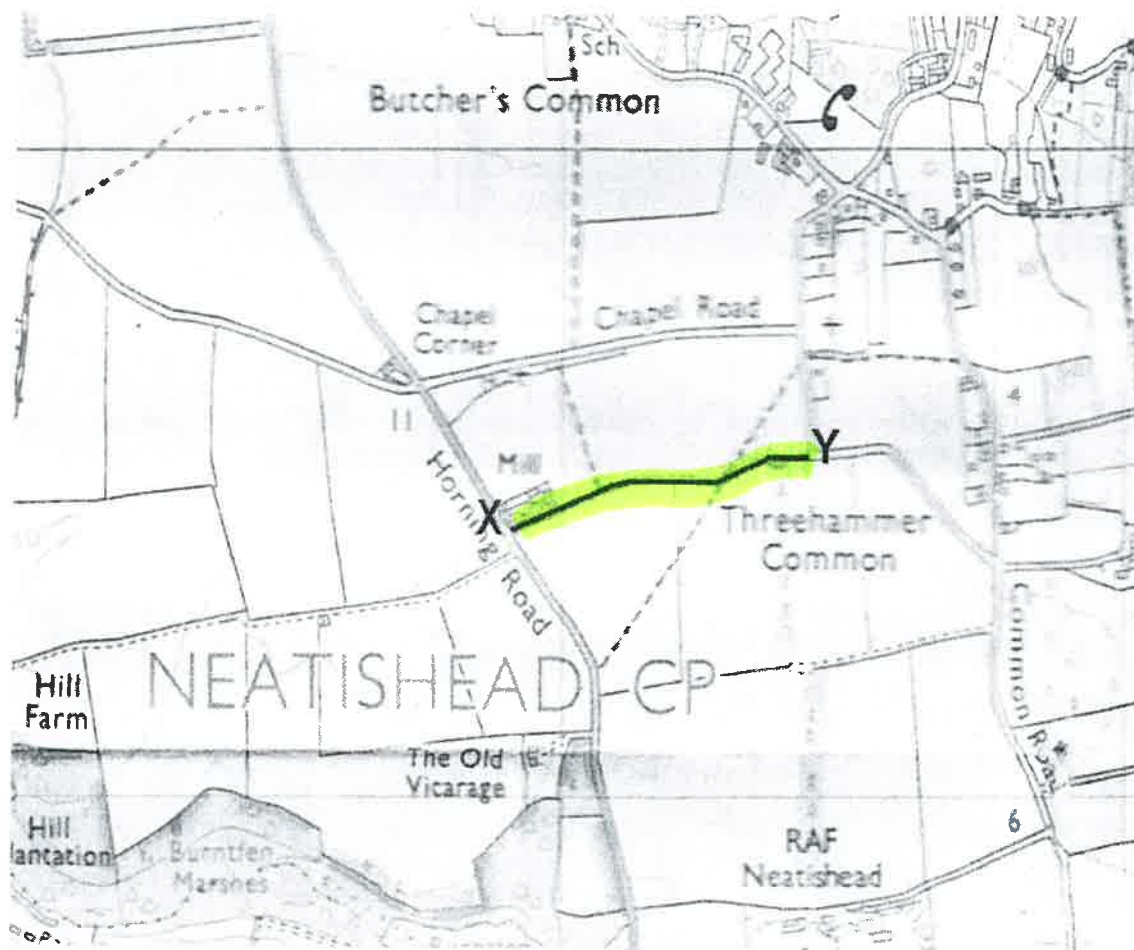 Sch
Butcher's Common
Chapel
Corner
Chapel Road
11
4
Mill
Y
X
Horning
Road
Threehammer
Common
Common
Road
NEATISHEAD CP
Hill
Farm
The Old
Vicarage
6
Hill
lantation
Burntfen
Marshes
RAF
Neatishead